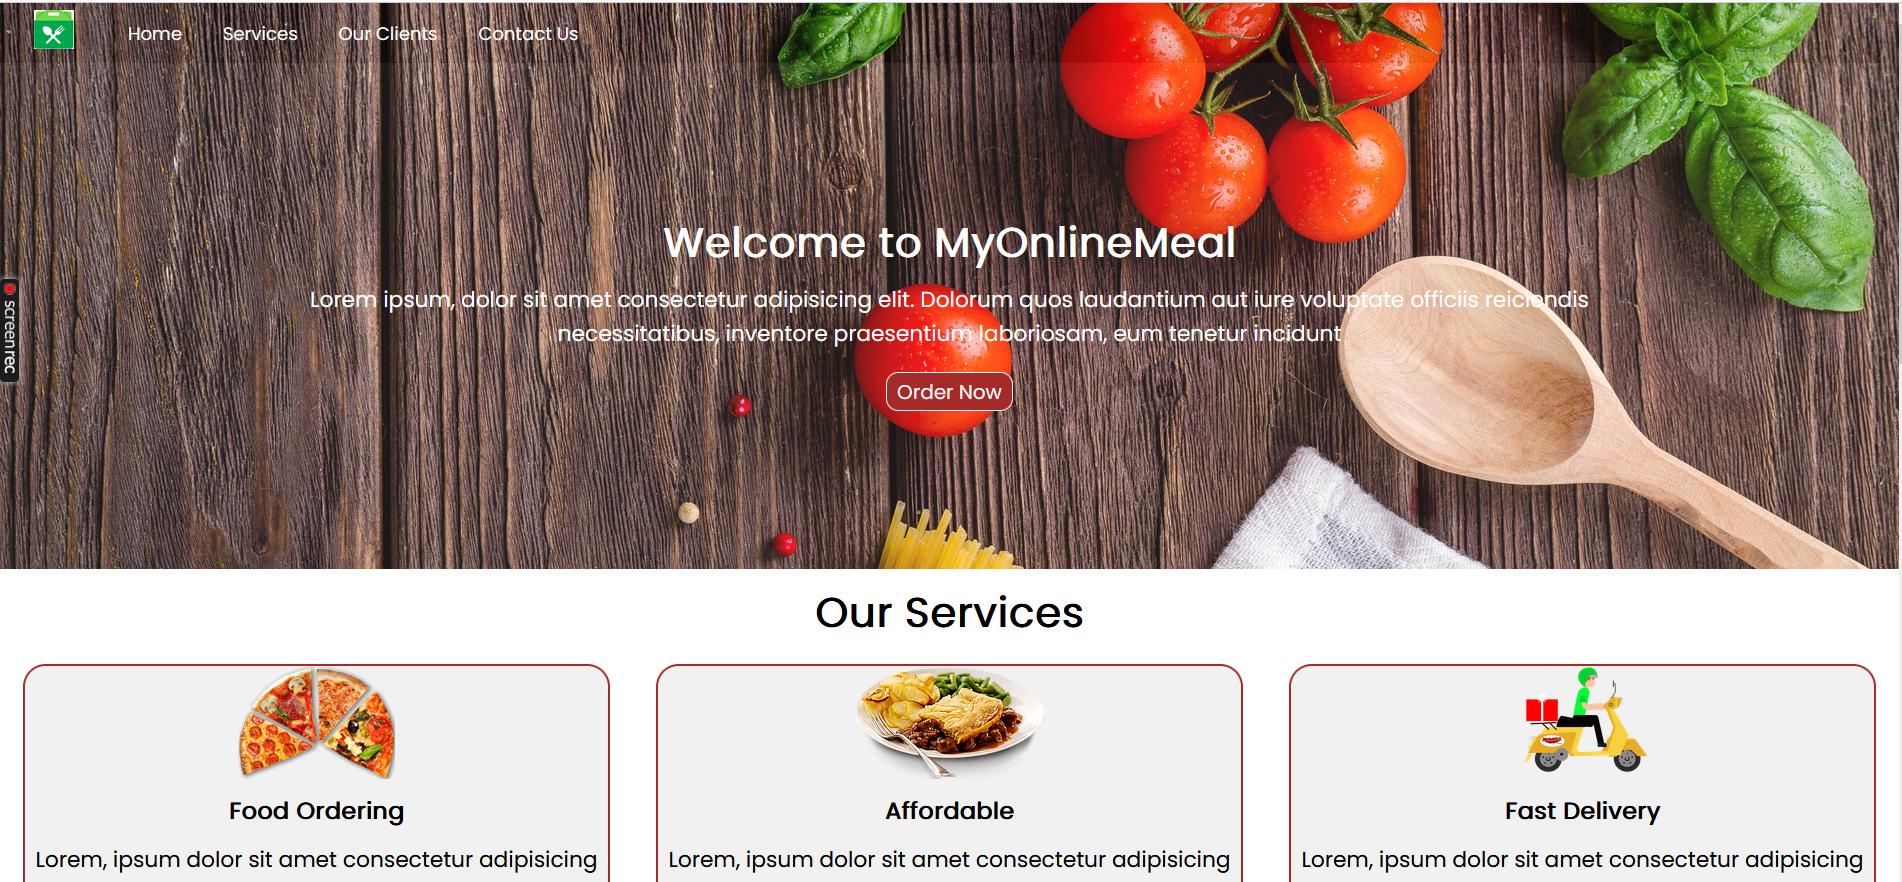 Home Services Our Clients Contact Us
Welcome to MyOnlineMeal
Lorem ipsum, dolor sit amet consectetur adipisicing elit. Dolorum quos laudantium aut iure voluptate officiis reiciendis
necessitatibus, inventore praesentium laboriosam, eum tenetur incidunt
Order Now
screenrec
Our Services
Food Ordering Affordable Fast Delivery
Lorem, ipsum dolor sit amet consectetur adipisicing Lorem, ipsum dolor sit amet consectetur adipisicing Lorem, ipsum dolor sit amet consectetur adipisicing